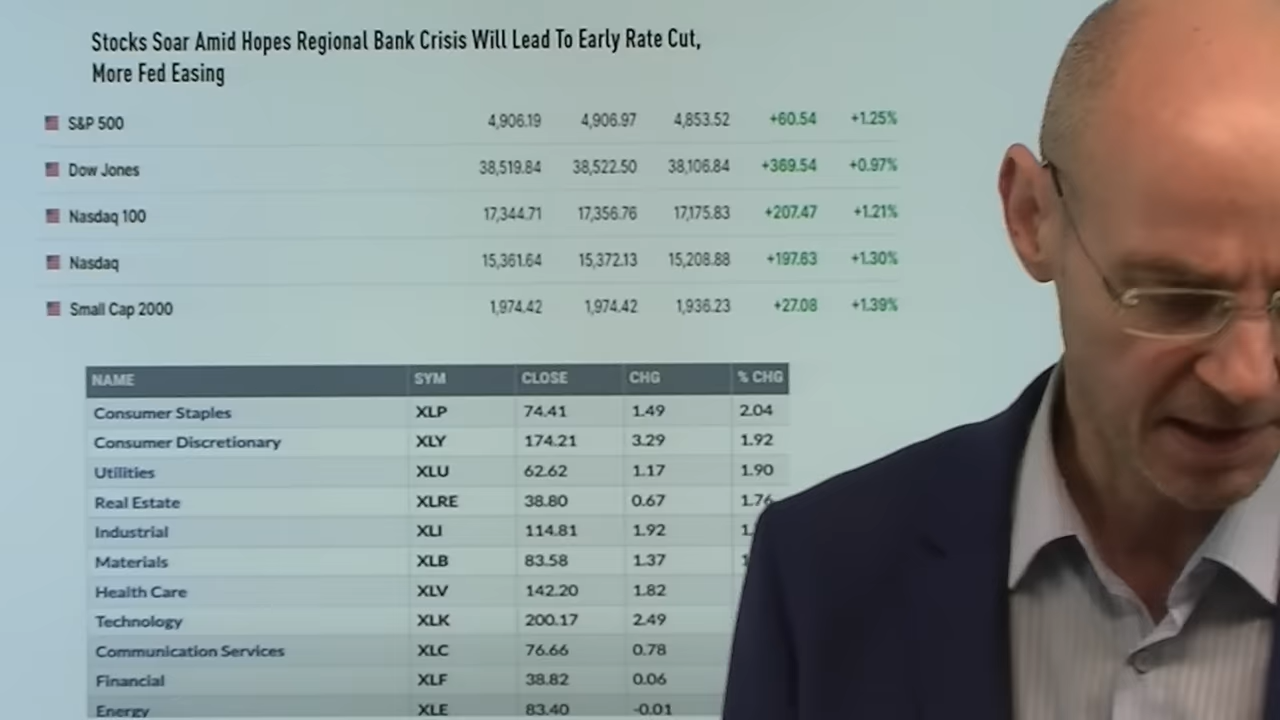 Stocks Soar Amid Hopes Regional Bank Crisis Will Lead To Early Rate Cut,
More Fed Easing
S&P 500 4,906.19 4,906.97 4,853.52 +60.54 +1.25%
Dow Jones 38,519.84 38,522.50 38,106.84 +369.54 +0.97%
Nasdaq 100 17,344.71 17,356.76 17,175.83 +207.47 +1.21%
Nasdaq 15,361.64 15,372.13 15,208.88 +197.63 +1.30%
Small Cap 2000 1,974.42 1,974.42 1,936.23 +27.08 +1.39%
NAME SYM CLOSE CHG % CHG
Consumer Staples XLP 74.41 1.49 2.04
Consumer Discretionary XLY 174.21 3.29 1.92
Utilities XLU 62.62 1.17 1.90
Real Estate XLRE 38.80 0.67 1.76
Industrial XLI 114.81 1.92
Materials XLB 83.58 1.37
Health Care XLV 142.20 1.82
Technology XLK 200.17 2.49
Communication Services XLC 76.66 0.78
Financial XLF 38.82 0.06
Energy XLE 83.40 -0.01